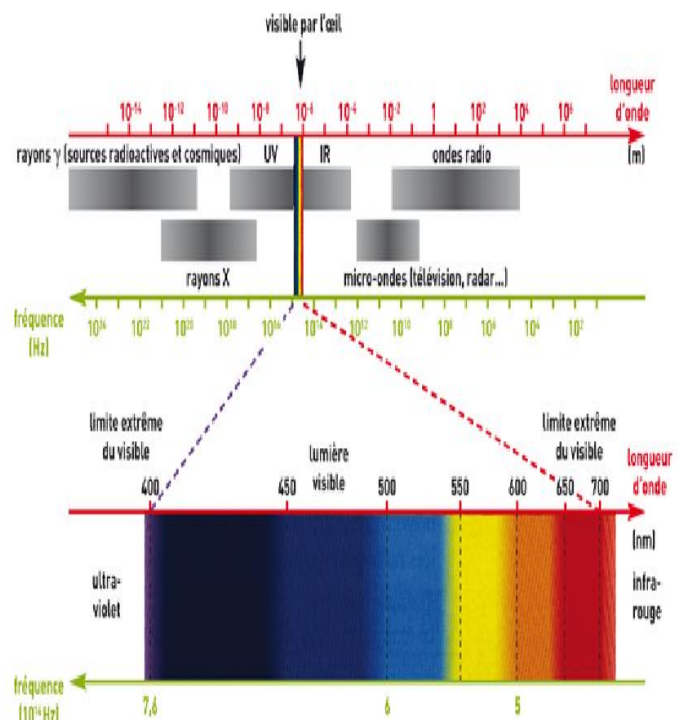 visible par l'œil
longueur
d'onde
10⁻¹⁴ 10⁻¹² 10⁻¹⁰ 10⁻⁸ 10⁻⁶ 10⁻⁴ 10⁻² 1 10² 10⁴ 10⁶
(m)
rayons γ (sources radioactives et cosmiques) UV IR ondes radio
rayons X micro-ondes (télévision, radar...)
fréquence
(Hz)
10²⁴ 10²² 10²⁰ 10¹⁸ 10¹⁶ 10¹⁴ 10¹² 10¹⁰ 10⁸ 10⁶ 10⁴ 10²
limite extrême
du visible
lumière
visible
limite extrême
du visible
longueur
d'onde
400 450 500 550 600 650 700
(nm)
ultra-
violet
infra-
rouge
fréquence
(10¹⁴ Hz)
7,6 6 5